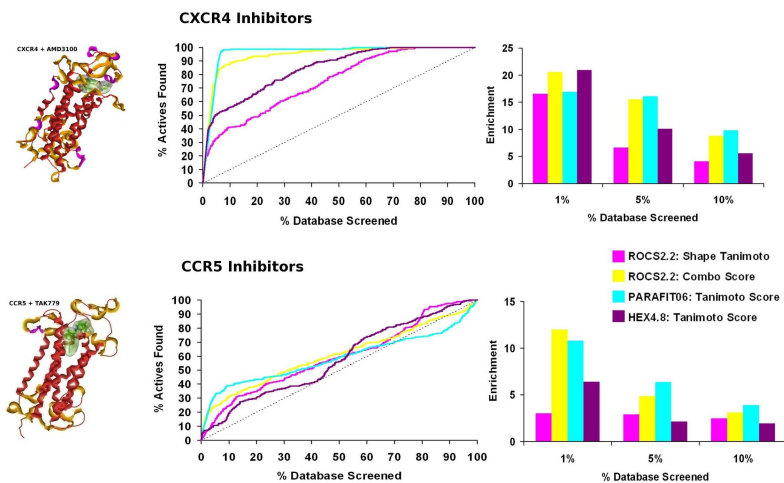 CXCR4 Inhibitors
CXCR4 + AMD3100
% Actives Found
100
90
80
70
60
50
40
30
20
10
0
0 10 20 30 40 50 60 70 80 90 100
% Database Screened
Enrichment
25
20
15
10
5
0
1% 5% 10%
% Database Screened
CCR5 Inhibitors
CCR5 + TAK779
% Actives Found
100
90
80
70
60
50
40
30
20
10
0
0 10 20 30 40 50 60 70 80 90 100
% Database Screened
ROCS2.2: Shape Tanimoto
ROCS2.2: Combo Score
PARAFIT06: Tanimoto Score
HEX4.8: Tanimoto Score
Enrichment
15
10
5
0
1% 5% 10%
% Database Screened